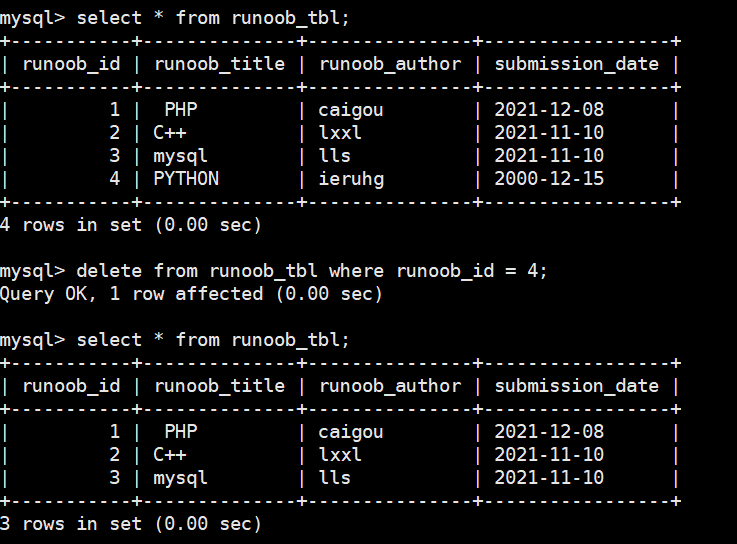 mysql> select * from runoob_tbl;
+-----------+--------------+---------------+-----------------+
| runoob_id | runoob_title | runoob_author | submission_date |
+-----------+--------------+---------------+-----------------+
|         1 |  PHP         | caigou        | 2021-12-08      |
|         2 | C++          | lxxl          | 2021-11-10      |
|         3 | mysql        | lls           | 2021-11-10      |
|         4 | PYTHON       | ieruhg        | 2000-12-15      |
+-----------+--------------+---------------+-----------------+
4 rows in set (0.00 sec)
mysql> delete from runoob_tbl where runoob_id = 4;
Query OK, 1 row affected (0.00 sec)
mysql> select * from runoob_tbl;
+-----------+--------------+---------------+-----------------+
| runoob_id | runoob_title | runoob_author | submission_date |
+-----------+--------------+---------------+-----------------+
|         1 |  PHP         | caigou        | 2021-12-08      |
|         2 | C++          | lxxl          | 2021-11-10      |
|         3 | mysql        | lls           | 2021-11-10      |
+-----------+--------------+---------------+-----------------+
3 rows in set (0.00 sec)